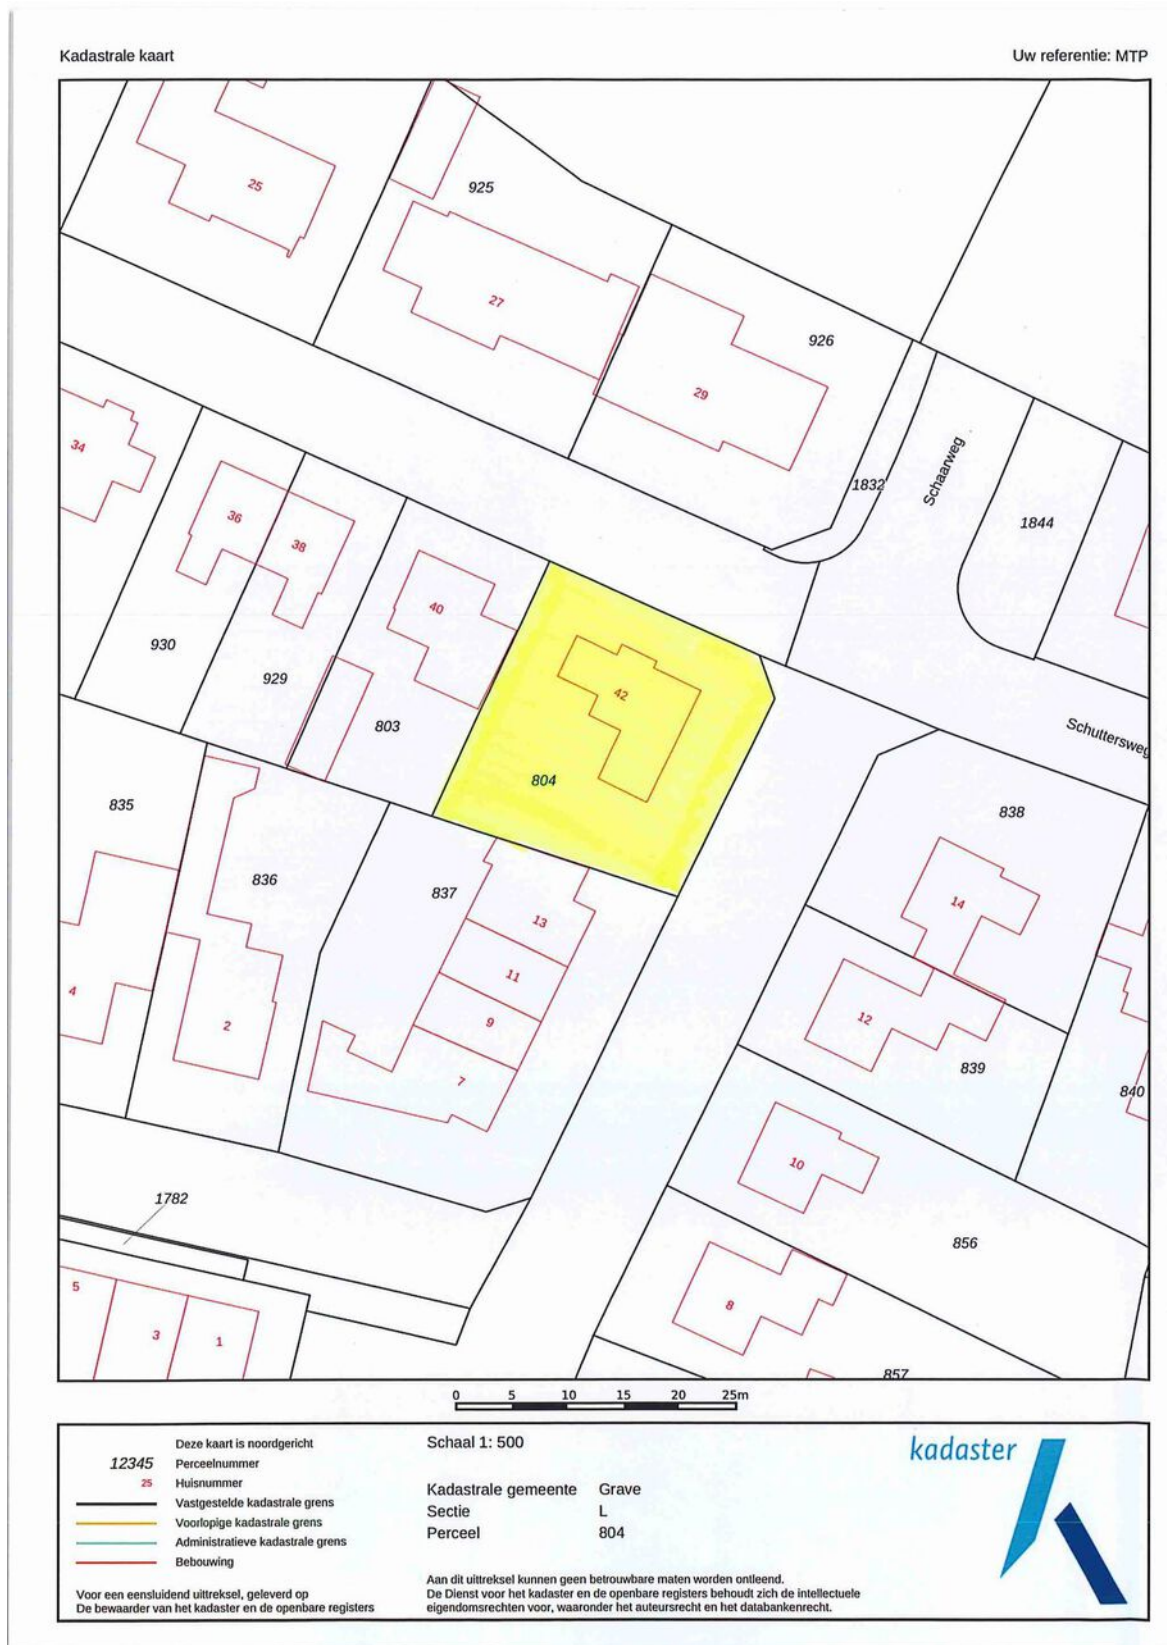 Kadastrale kaart
Uw referentie: MTP
25
925
27
926
29
34
Schaarweg
1832
36
1844
38
40
930
929
42
803
Schuttersweg
804
835
838
836
837
14
13
11
4
12
9
2
839
7
840
10
1782
856
5
8
3
1
857
0 5 10 15 20 25m
Deze kaart is noordgericht
12345 Perceelnummer
25 Huisnummer
Vastgestelde kadastrale grens
Voorlopige kadastrale grens
Administratieve kadastrale grens
Bebouwing
Voor een eensluidend uittreksel, geleverd op
De bewaarder van het kadaster en de openbare registers
Schaal 1: 500
Kadastrale gemeente Grave
Sectie L
Perceel 804
Aan dit uittreksel kunnen geen betrouwbare maten worden ontleend.
De Dienst voor het kadaster en de openbare registers behoudt zich de intellectuele
eigendomsrechten voor, waaronder het auteursrecht en het databankenrecht.
kadaster